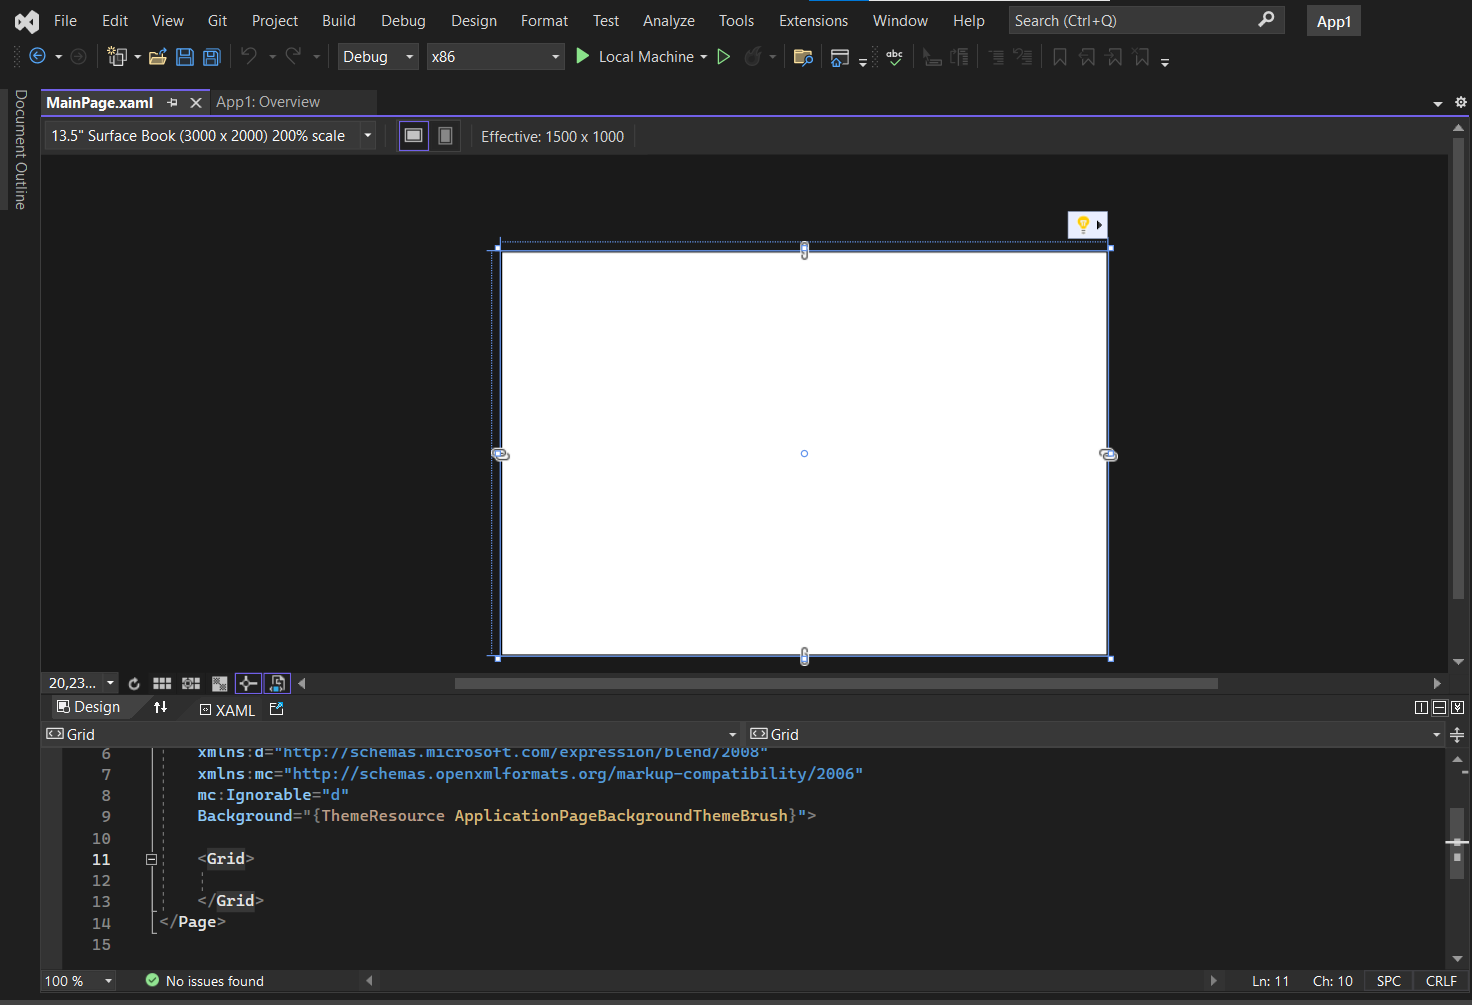 File Edit View Git Project Build Debug Design Format Test Analyze Tools Extensions Window Help Search (Ctrl+Q) App1
Debug x86 Local Machine abc
Document Outline
MainPage.xaml App1: Overview
13.5" Surface Book (3000 x 2000) 200% scale Effective: 1500 x 1000
20,23...
Design XAML
Grid Grid
6 xmlns:d="http://schemas.microsoft.com/expression/blend/2008"
7 xmlns:mc="http://schemas.openxmlformats.org/markup-compatibility/2006"
8 mc:Ignorable="d"
9 Background="{ThemeResource ApplicationPageBackgroundThemeBrush}">
10
11 <Grid>
12
13 </Grid>
14 </Page>
15
100 % No issues found Ln: 11 Ch: 10 SPC CRLF